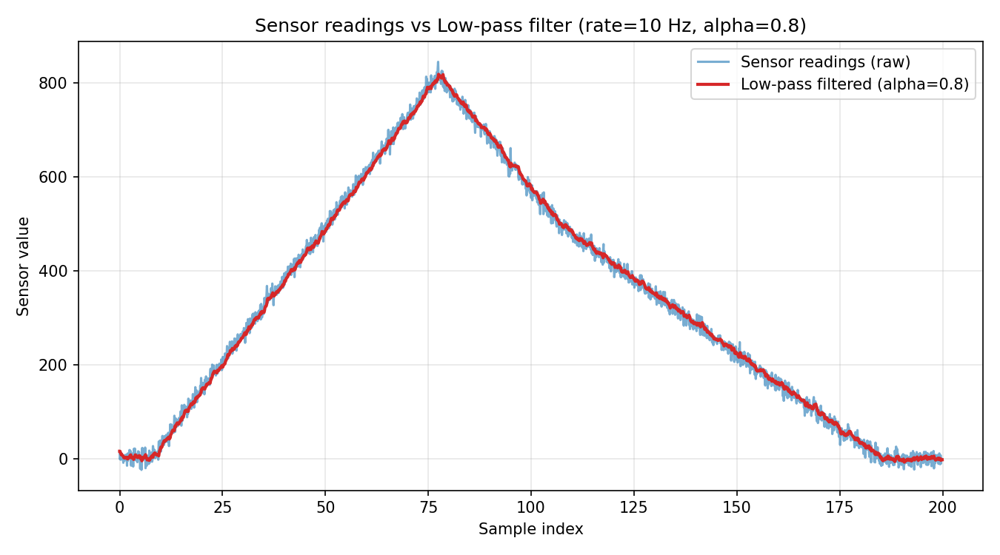 Sensor readings vs Low-pass filter (rate=10 Hz, alpha=0.8)
Sensor readings (raw)
Low-pass filtered (alpha=0.8)
800
600
400
200
0
Sensor value
0 25 50 75 100 125 150 175 200
Sample index